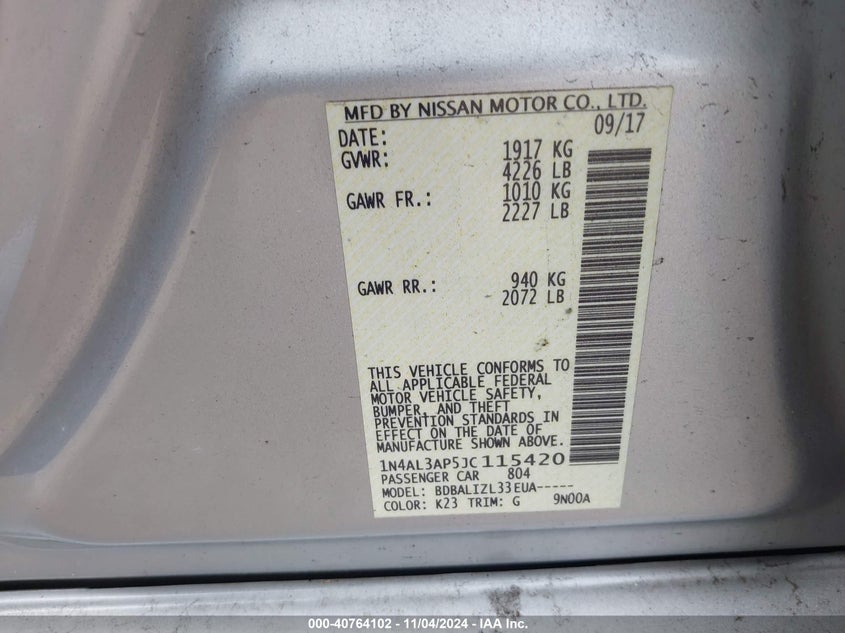 MFD BY NISSAN MOTOR CO., LTD.
DATE: 09/17
GVWR: 1917 KG
4226 LB
GAWR FR.: 1010 KG
2227 LB
GAWR RR.: 940 KG
2072 LB
THIS VEHICLE CONFORMS TO
ALL APPLICABLE FEDERAL
MOTOR VEHICLE SAFETY,
BUMPER, AND THEFT
PREVENTION STANDARDS IN
EFFECT ON THE DATE OF
MANUFACTURE SHOWN ABOVE.
1N4AL3AP5JC115420
PASSENGER CAR 804
MODEL: BDBALIZL33EUA-----
COLOR: K23 TRIM: G 9N00A
000-40764102 - 11/04/2024 - IAA Inc.